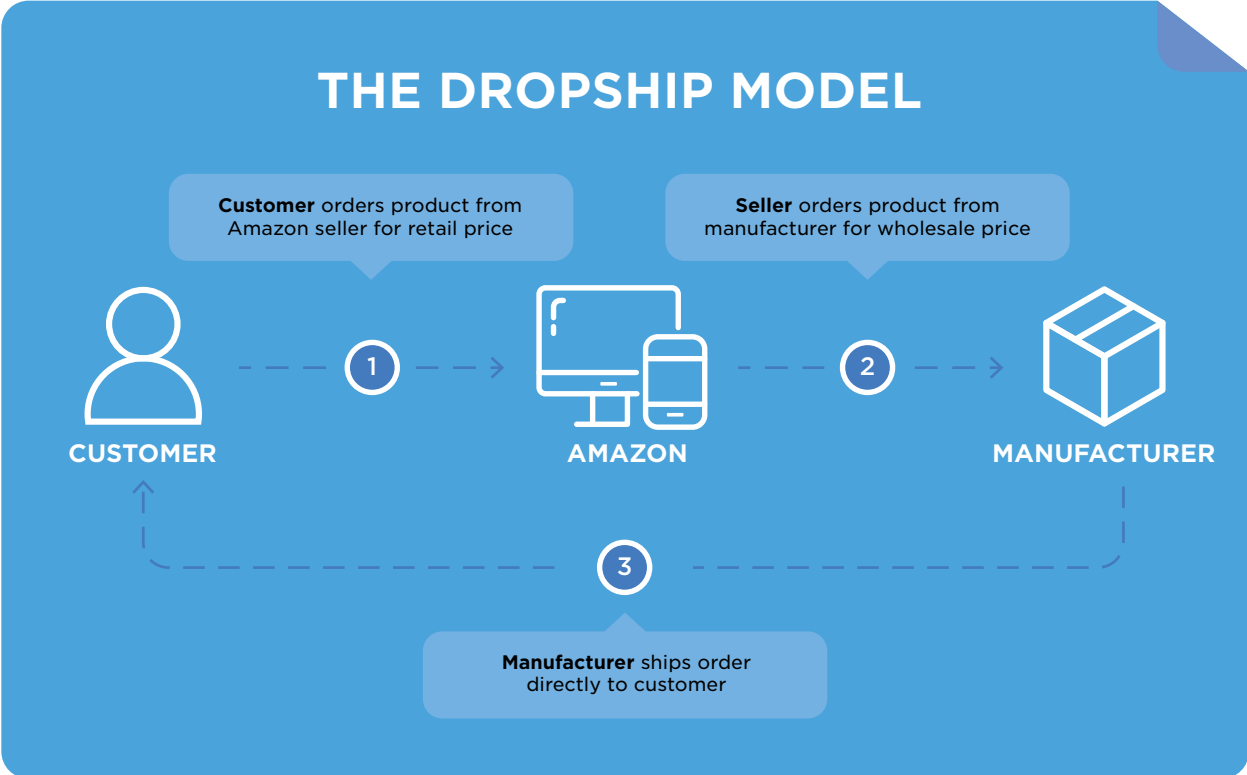 THE DROPSHIP MODEL
Customer orders product from
Amazon seller for retail price
Seller orders product from
manufacturer for wholesale price
1
2
CUSTOMER
AMAZON
MANUFACTURER
3
Manufacturer ships order
directly to customer